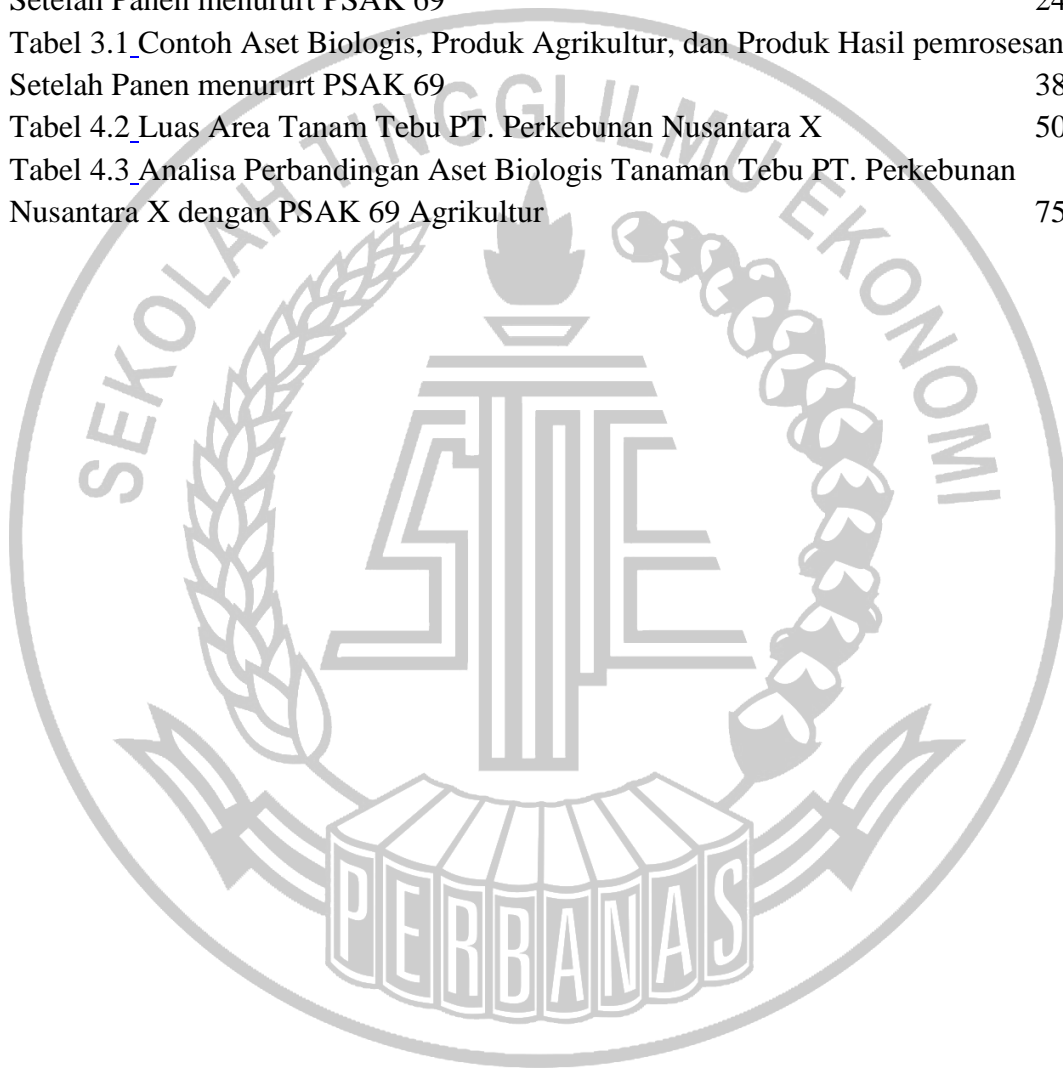 Setelah Panen menururt PSAK 69 24
Tabel 3.1 Contoh Aset Biologis, Produk Agrikultur, dan Produk Hasil pemrosesan
Setelah Panen menururt PSAK 69 38
Tabel 4.2 Luas Area Tanam Tebu PT. Perkebunan Nusantara X 50
Tabel 4.3 Analisa Perbandingan Aset Biologis Tanaman Tebu PT. Perkebunan
Nusantara X dengan PSAK 69 Agrikultur 75
SEKOLAH TINGGI ILMU EKONOMI
STIE
PERBANAS